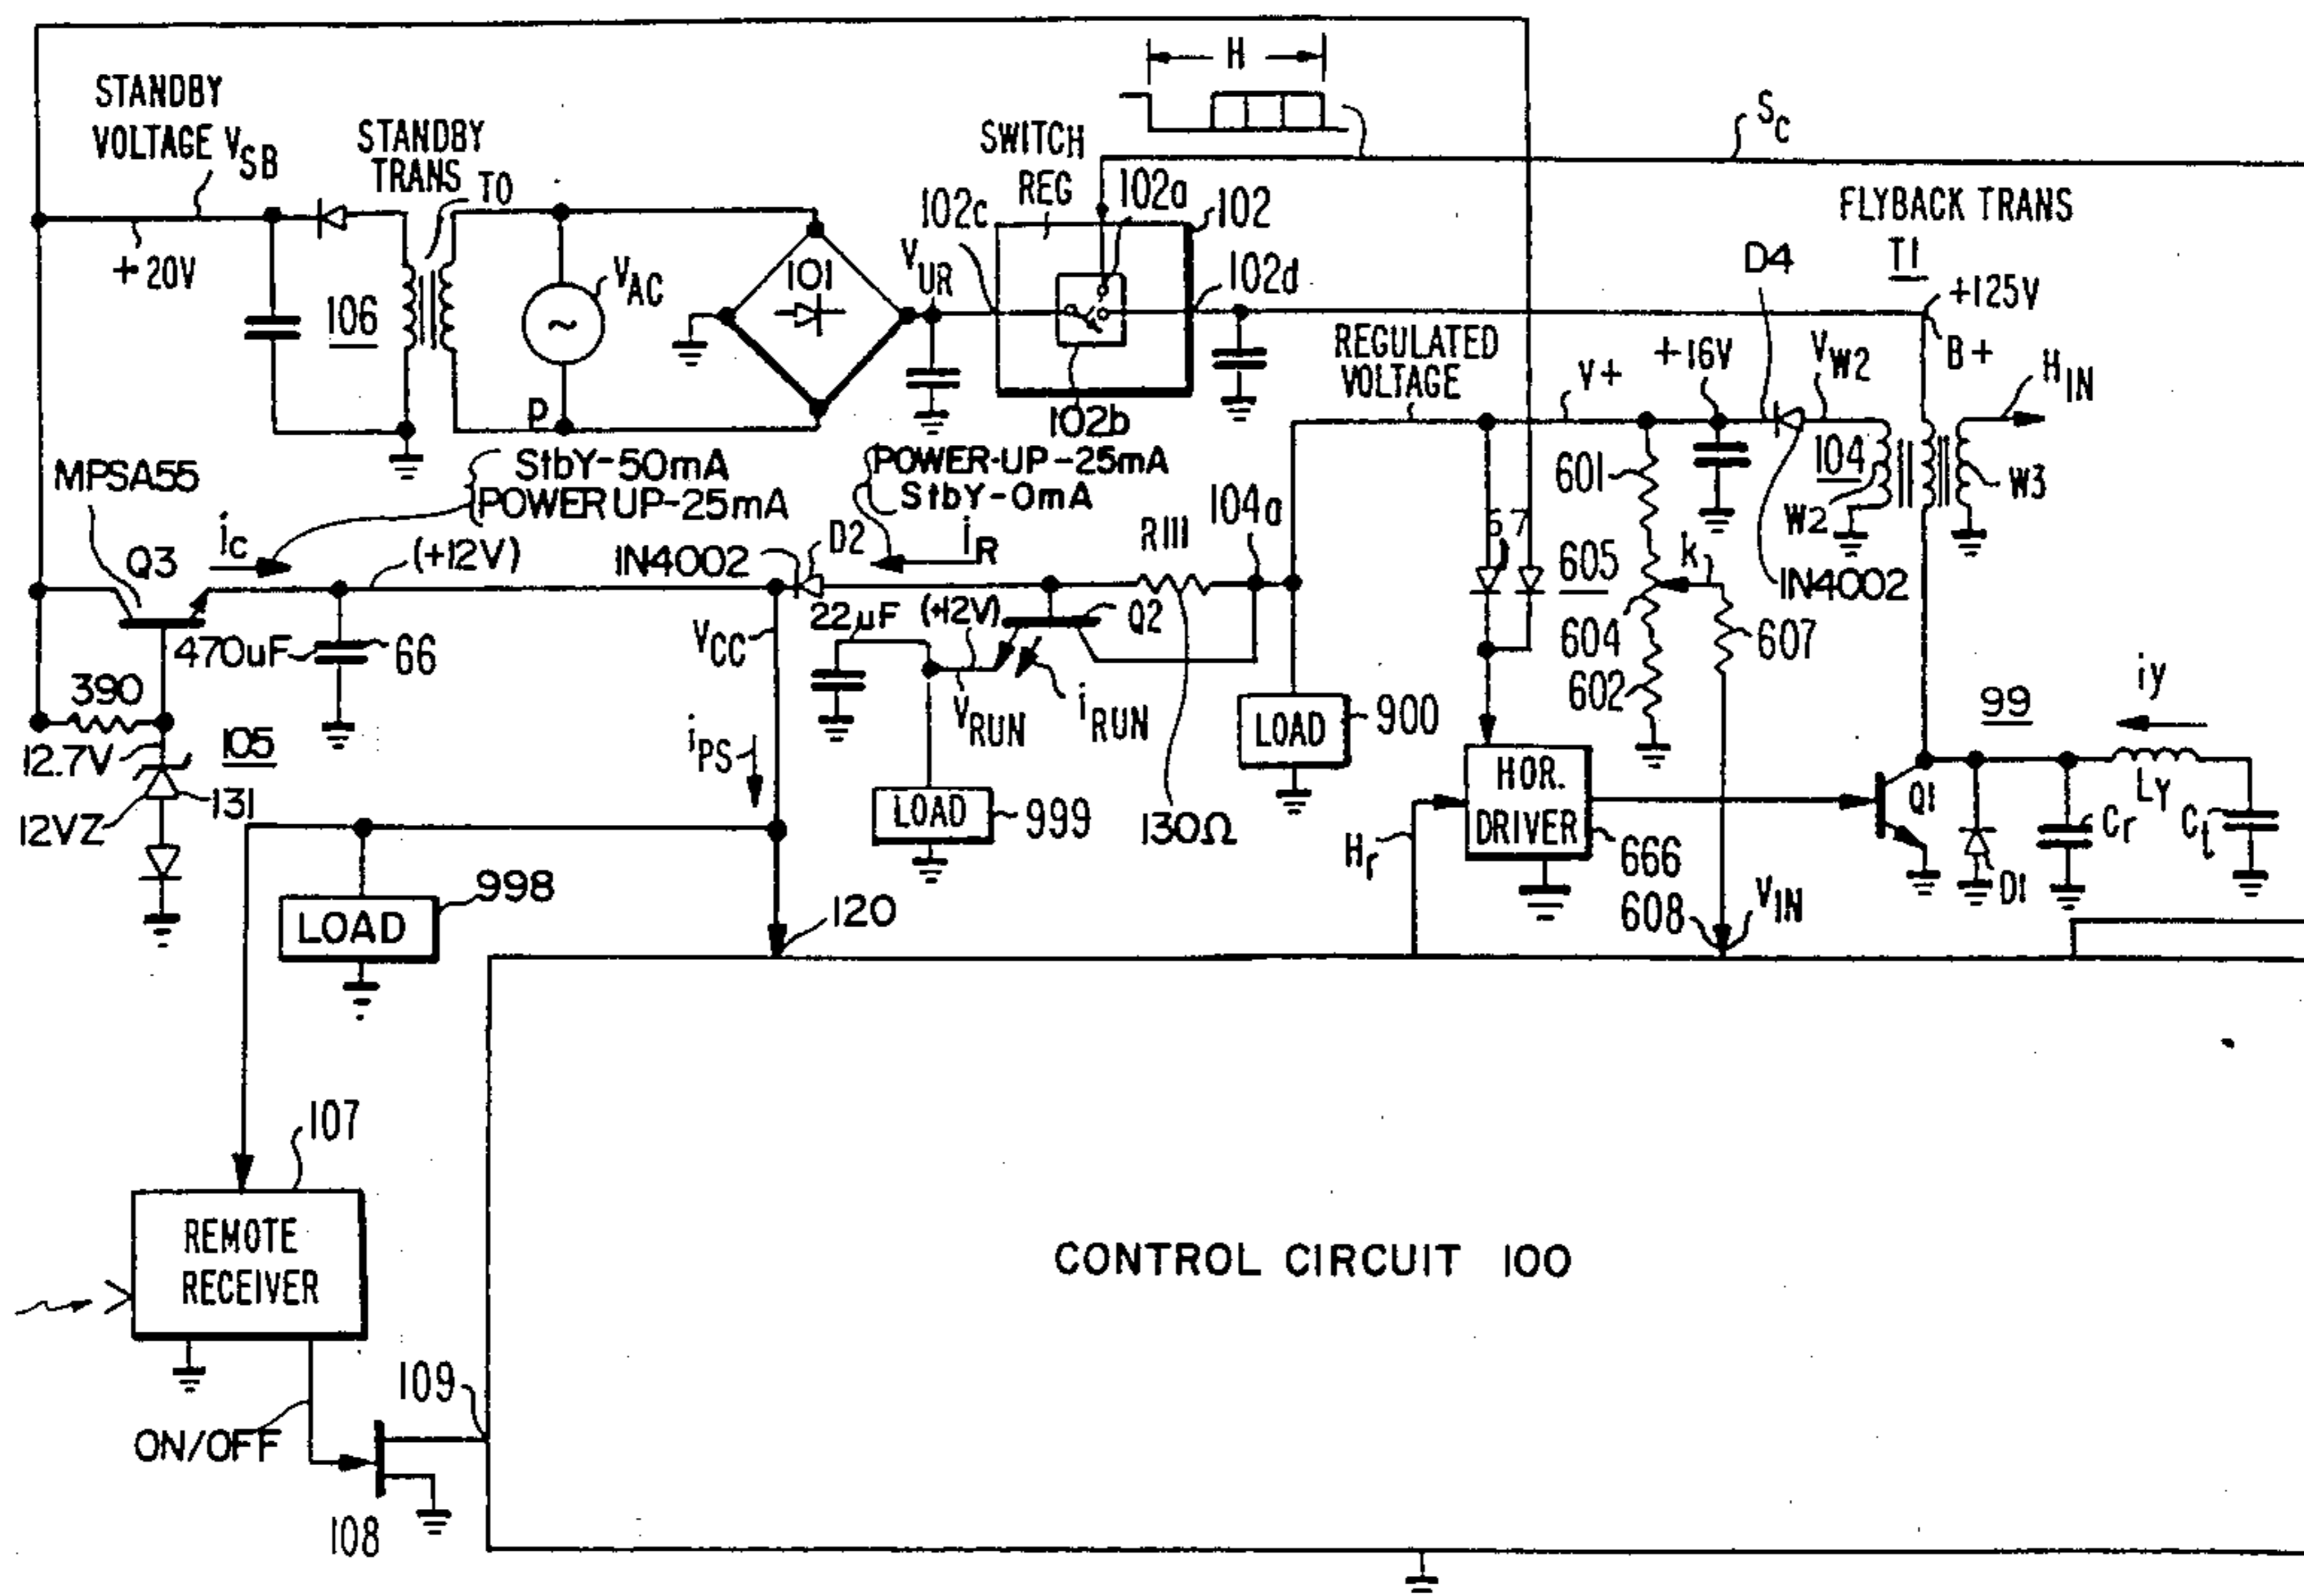 H
STANDBY
VOLTAGE VSB
STANDBY
TRANS
T0
SWITCH
REG
102a
102
102c
VUR
102d
SC
FLYBACK TRANS
T1
+20V
106
VAC
~
101
P
102b
REGULATED
VOLTAGE
V+
+16V
D4
VW2
+125V
B+
HIN
104
W2
W3
MPSA55
StbY-50mA
POWER UP-25mA
POWER-UP-25mA
StbY-0mA
104a
601
67
605
k
1N4002
Q3
ic
(+12V)
1N4002
D2
iR
R111
470uF
66
VCC
22µF
(+12V)
Q2
604
607
602
390
12.7V
105
12VZ
131
iPS
VRUN
iRUN
LOAD
900
LOAD
999
130Ω
HOR.
DRIVER
666
Hr
608
VIN
99
iy
Q1
D1
Cr
LY
Ct
LOAD
998
120
107
REMOTE
RECEIVER
CONTROL CIRCUIT 100
109
ON/OFF
108